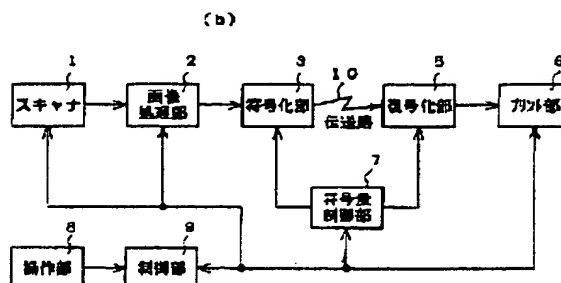 (b)
1
2
3
10
5
6
スキャナ
画像
処理部
符号化部
伝送路
復号化部
プリント部
7
符号量
制御部
8
9
操作部
制御部